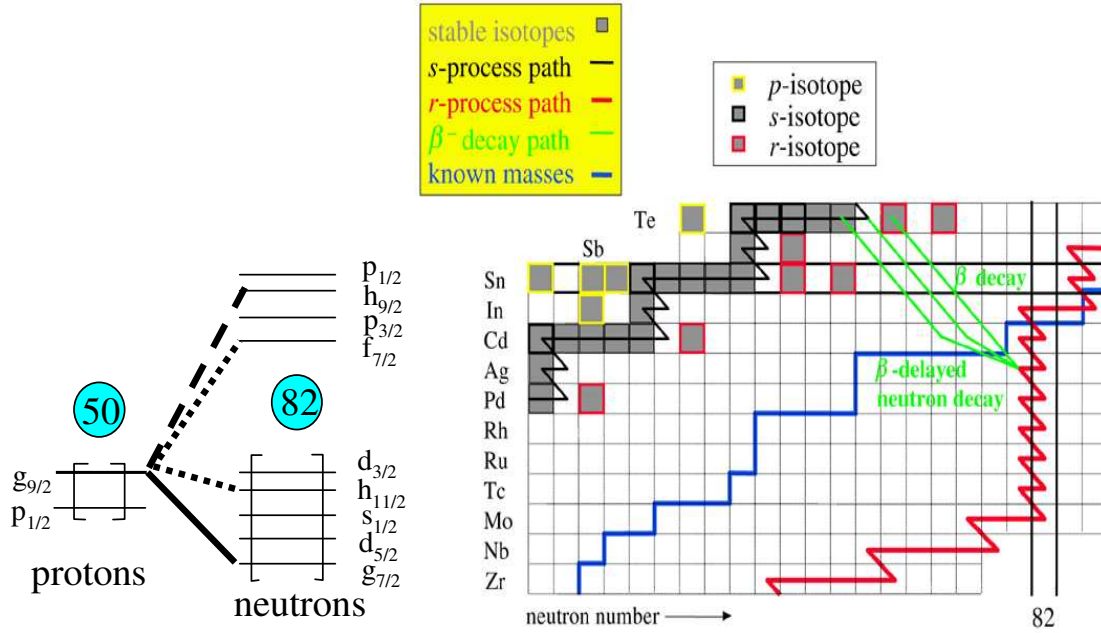 stable isotopes
s-process path
r-process path
β⁻ decay path
known masses
p-isotope
s-isotope
r-isotope
p1/2
h9/2
p3/2
f7/2
50
82
g9/2
p1/2
d3/2
h11/2
s1/2
d5/2
g7/2
protons
neutrons
Te
Sb
Sn
In
Cd
Ag
Pd
Rh
Ru
Tc
Mo
Nb
Zr
β decay
β-delayed
neutron decay
neutron number
82